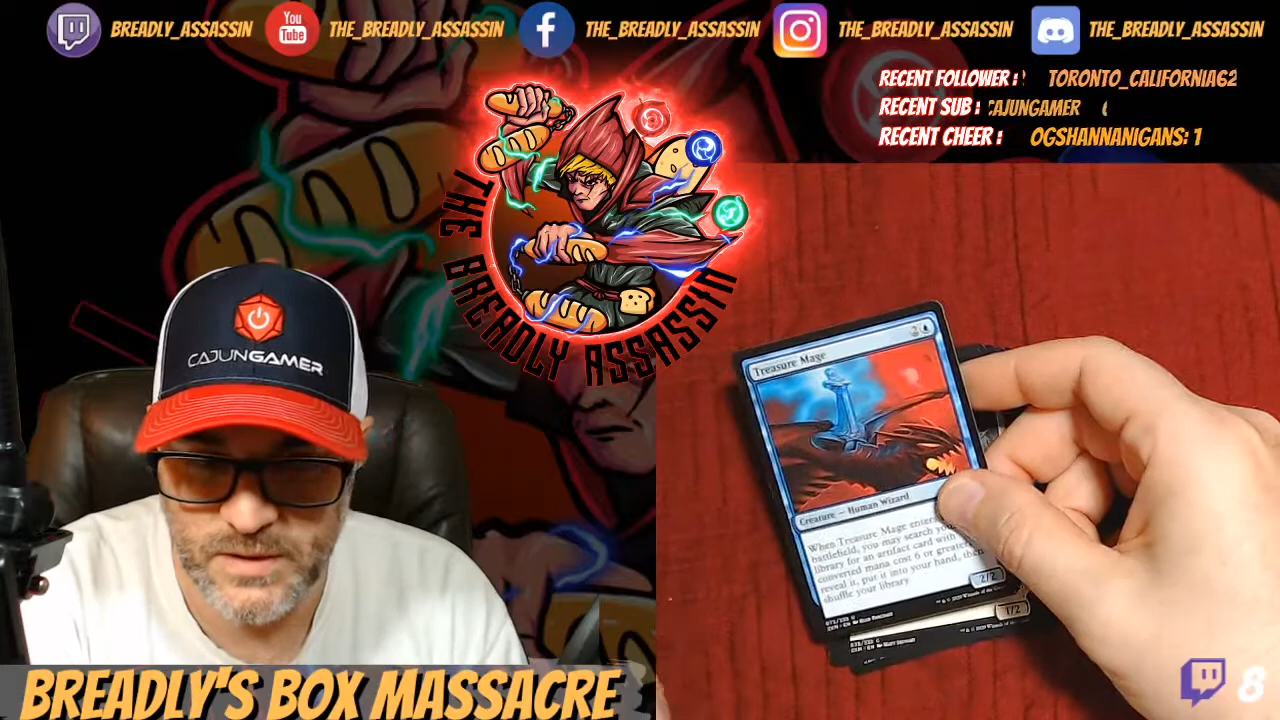 BREADLY_ASSASSIN
THE_BREADLY_ASSASSIN
THE_BREADLY_ASSASSIN
THE_BREADLY_ASSASSIN
THE_BREADLY_ASSASSIN
You
Tube
RECENT FOLLOWER : TORONTO_CALIFORNIA62
RECENT SUB : CAJUNGAMER
RECENT CHEER : OGSHANNANIGANS: 1
THE BREADLY ASSASSIN
CAJUNGAMER
Treasure Mage
2
Creature — Human Wizard
When Treasure Mage enters
battlefield, you may search
library for an artifact card with
converted mana cost 6 or greater,
reveal it, put it into your hand, then
shuffle your library.
2/2
1/2
BREADLY'S BOX MASSACRE
8